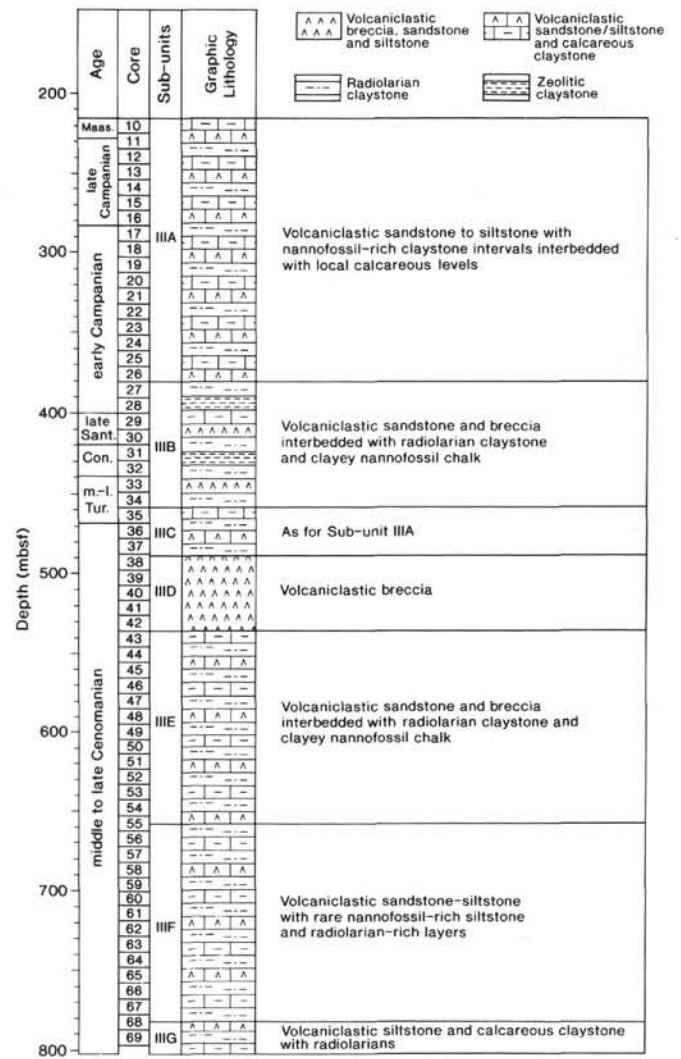 Age
Core
Sub-units
Graphic
Lithology
Volcaniclastic
breccia, sandstone
and siltstone
Volcaniclastic
sandstone/siltstone
and calcareous
claystone
Radiolarian
claystone
Zeolitic
claystone
Depth (mbsf)
200
300
400
500
600
700
800
Maas.
late
Campanian
early Campanian
late
Sant.
Con.
m.-l.
Tur.
middle to late Cenomanian
10
11
12
13
14
15
16
17
18
19
20
21
22
23
24
25
26
27
28
29
30
31
32
33
34
35
36
37
38
39
40
41
42
43
44
45
46
47
48
49
50
51
52
53
54
55
56
57
58
59
60
61
62
63
64
65
66
67
68
69
IIIA
Volcaniclastic sandstone to siltstone with
nannofossil-rich claystone intervals interbedded
with local calcareous levels
IIIB
Volcaniclastic sandstone and breccia
interbedded with radiolarian claystone
and clayey nannofossil chalk
IIIC
As for Sub-unit IIIA
IIID
Volcaniclastic breccia
IIIE
Volcaniclastic sandstone and breccia
interbedded with radiolarian claystone and
clayey nannofossil chalk
IIIF
Volcaniclastic sandstone-siltstone
with rare nannofossil-rich siltstone
and radiolarian-rich layers
IIIG
Volcaniclastic siltstone and calcareous claystone
with radiolarians